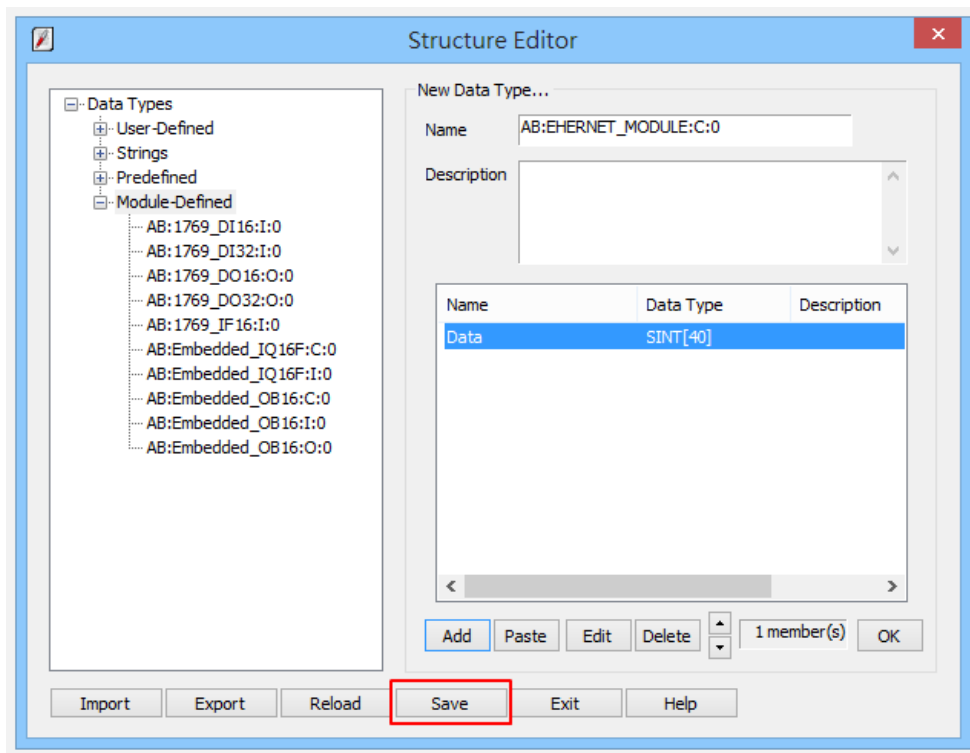 Structure Editor
Data Types
User-Defined
Strings
Predefined
Module-Defined
AB:1769_DI16:I:0
AB:1769_DI32:I:0
AB:1769_DO16:O:0
AB:1769_DO32:O:0
AB:1769_IF16:I:0
AB:Embedded_IQ16F:C:0
AB:Embedded_IQ16F:I:0
AB:Embedded_OB16:C:0
AB:Embedded_OB16:I:0
AB:Embedded_OB16:O:0
New Data Type...
Name AB:EHERNET_MODULE:C:0
Description
Name Data Type Description
Data SINT[40]
Add Paste Edit Delete 1 member(s) OK
Import Export Reload Save Exit Help